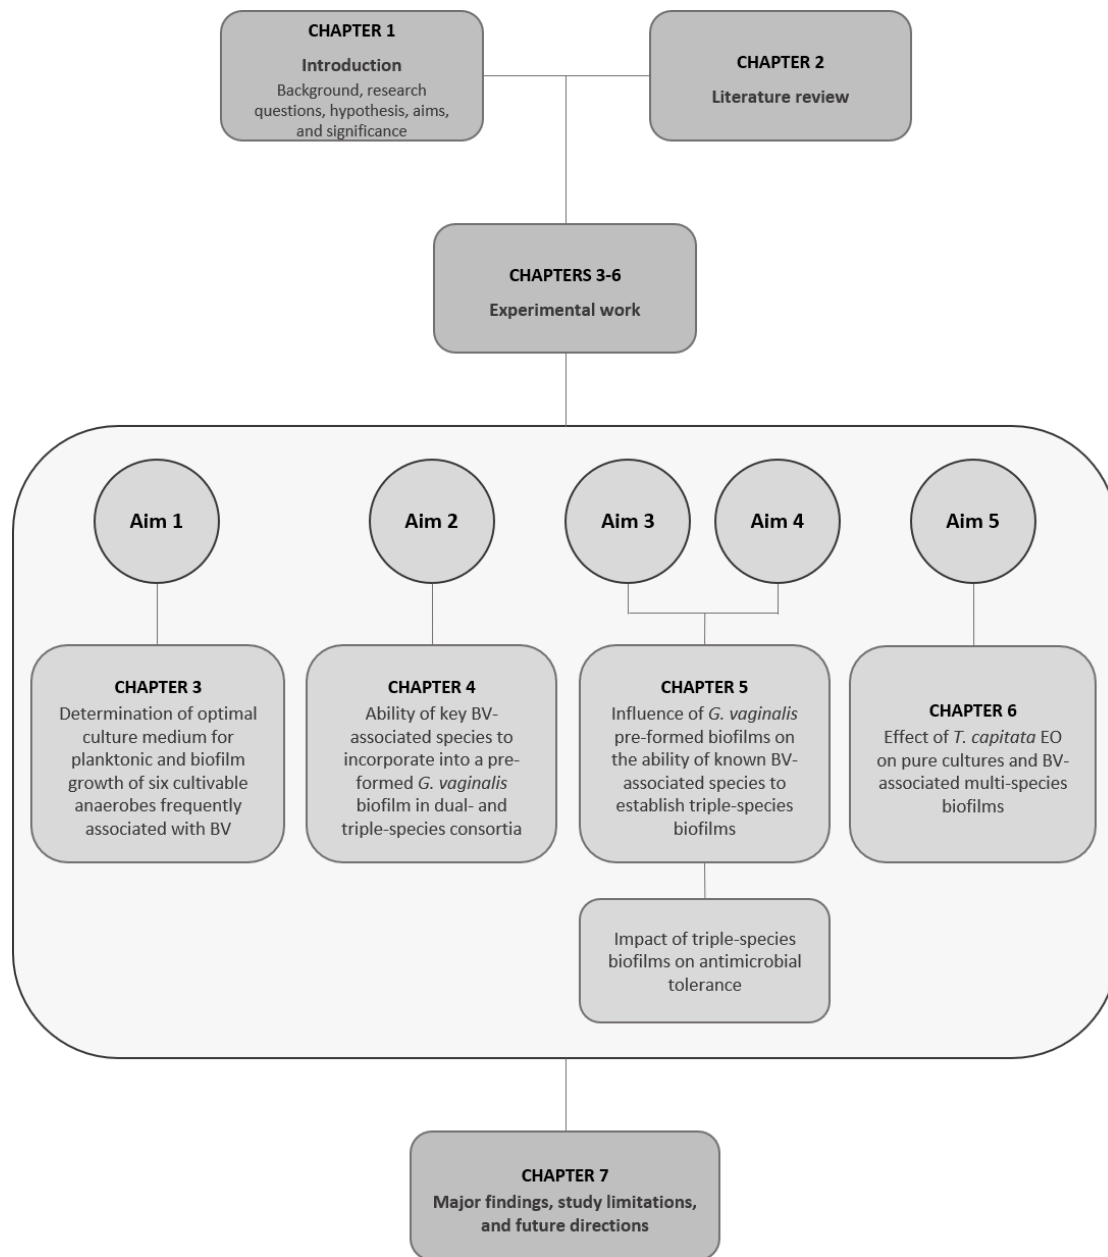 CHAPTER 1
Introduction
Background, research
questions, hypothesis, aims,
and significance
CHAPTER 2
Literature review
CHAPTERS 3-6
Experimental work
Aim 1
Aim 2
Aim 3
Aim 4
Aim 5
CHAPTER 3
Determination of optimal
culture medium for
planktonic and biofilm
growth of six cultivable
anaerobes frequently
associated with BV
CHAPTER 4
Ability of key BV-
associated species to
incorporate into a pre-
formed G. vaginalis
biofilm in dual- and
triple-species consortia
CHAPTER 5
Influence of G. vaginalis
pre-formed biofilms on
the ability of known BV-
associated species to
establish triple-species
biofilms
CHAPTER 6
Effect of T. capitata EO
on pure cultures and BV-
associated multi-species
biofilms
Impact of triple-species
biofilms on antimicrobial
tolerance
CHAPTER 7
Major findings, study limitations,
and future directions